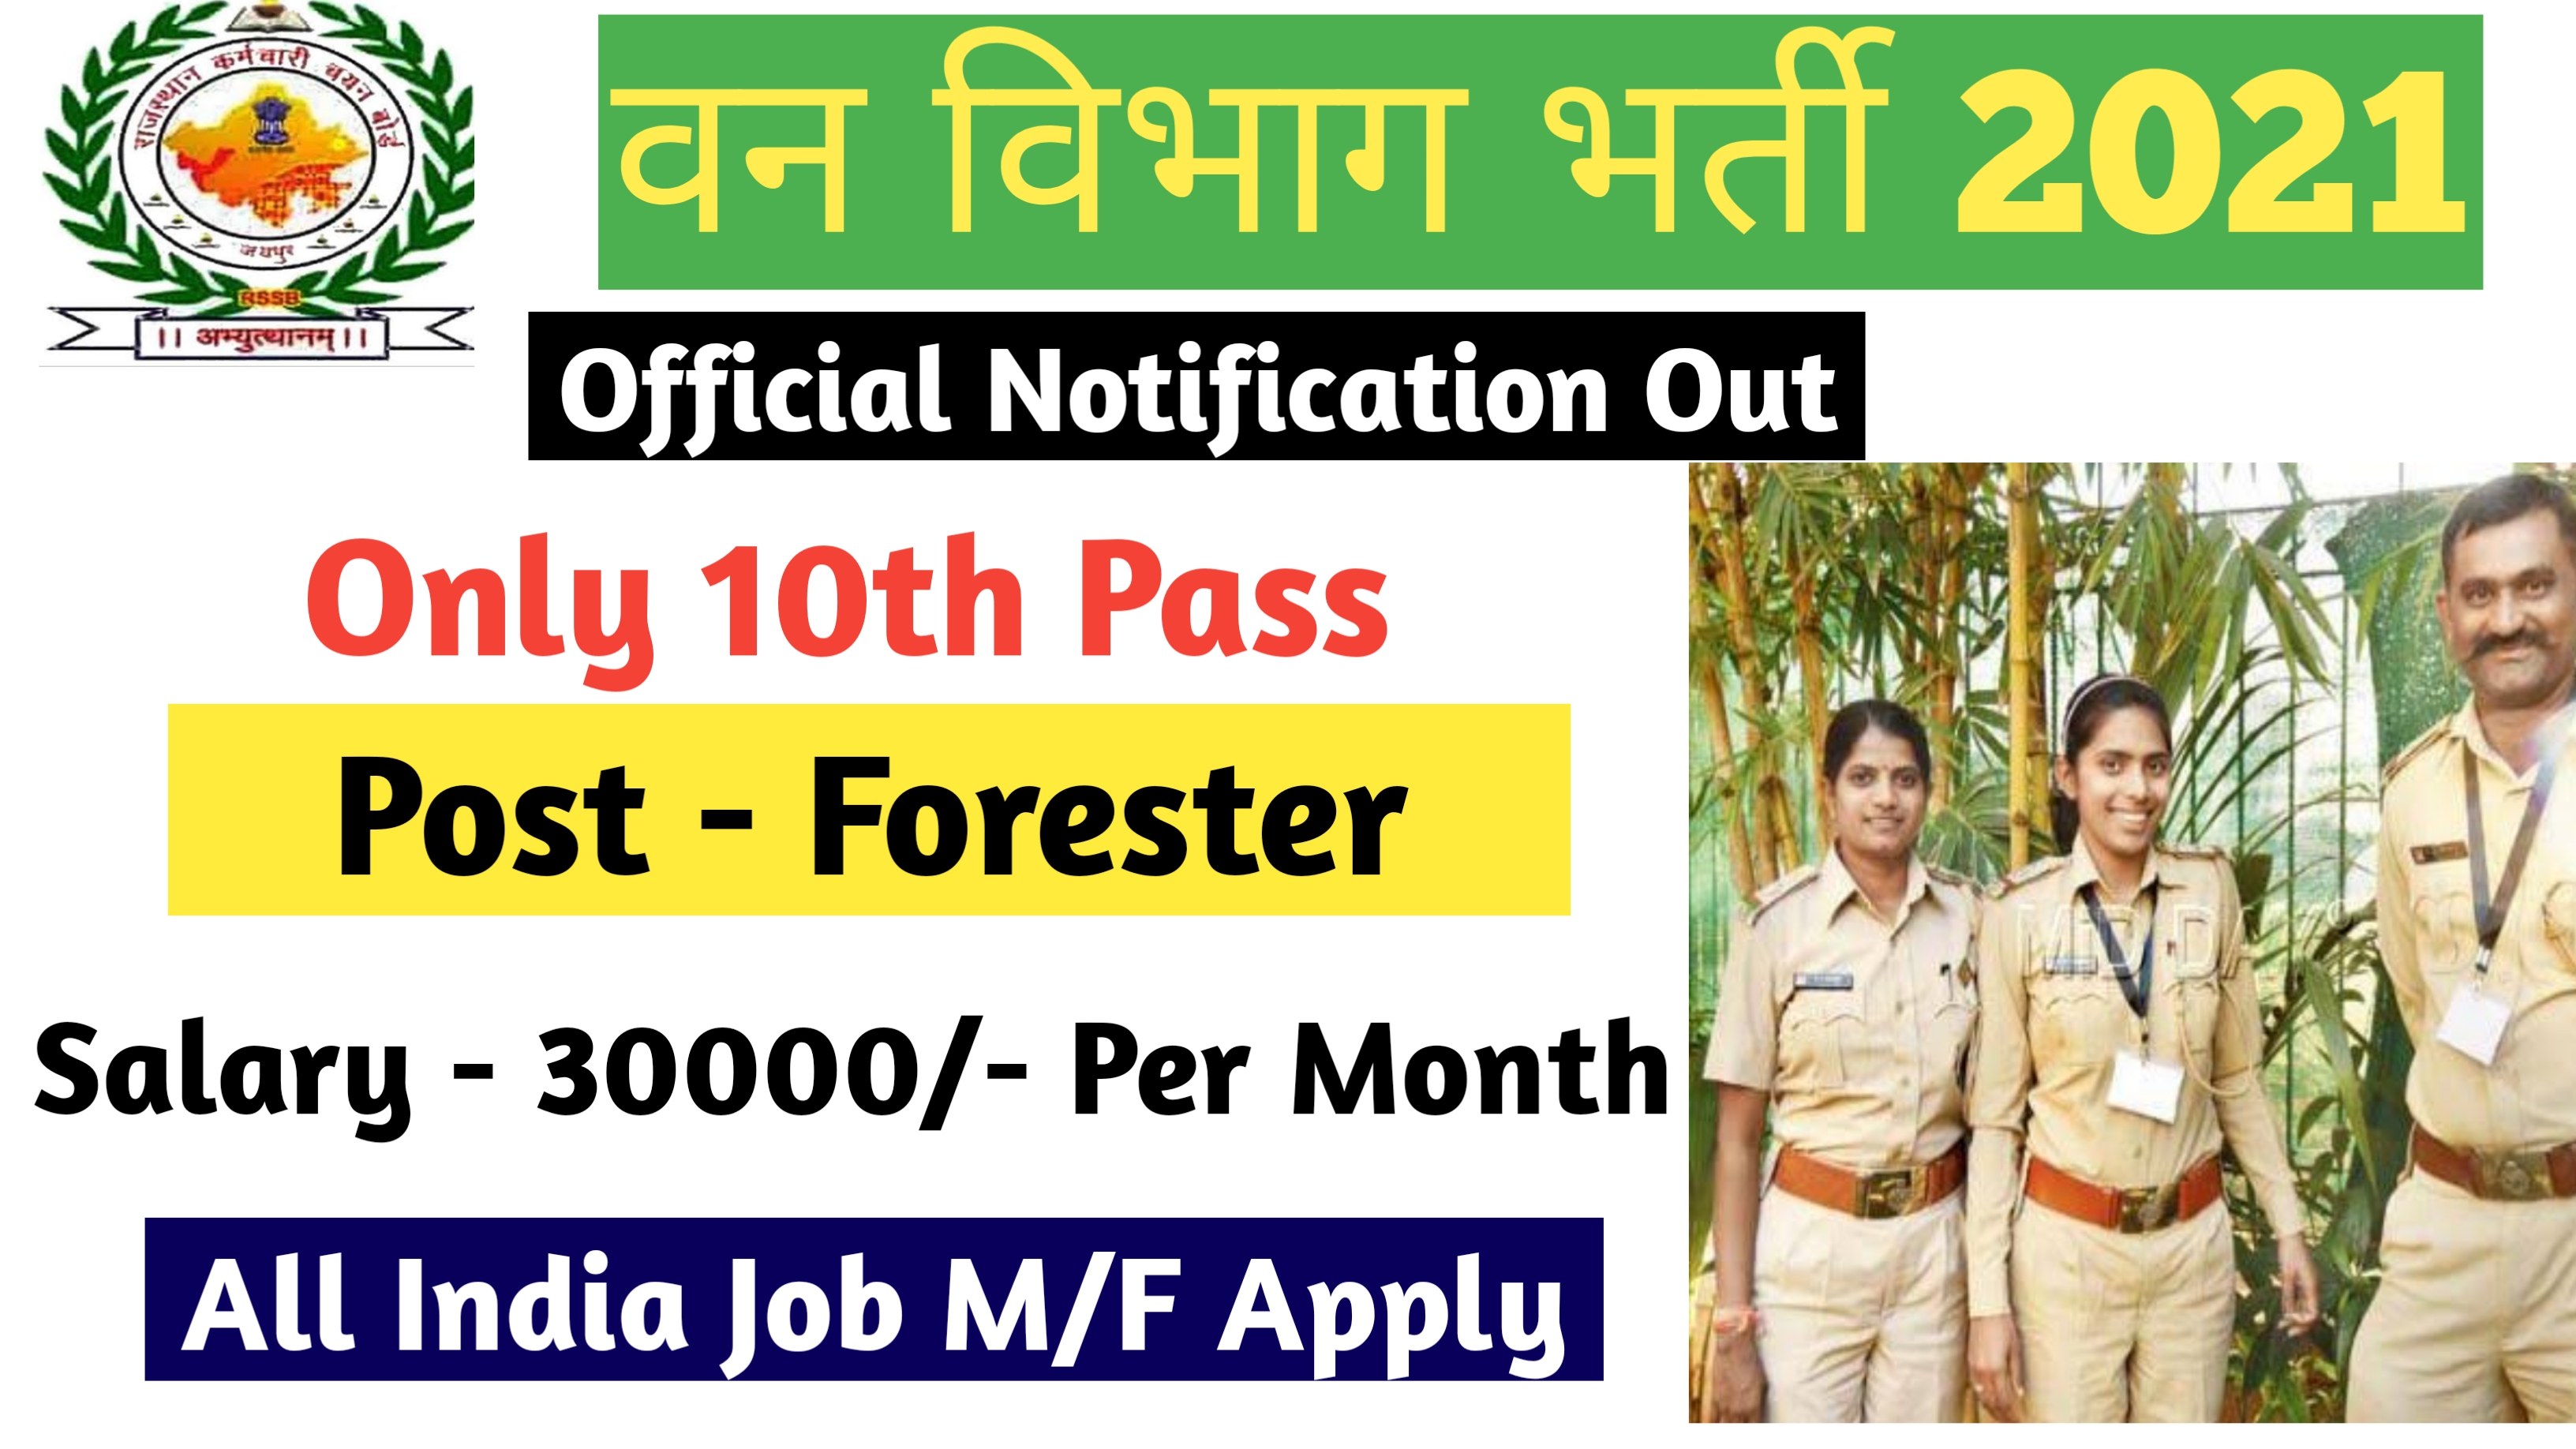 राजस्थान कर्मचारी चयन बोर्ड
जयपुर
RSSB
।। अभ्युत्थानम् ।।
वन विभाग भर्ती 2021
Official Notification Out
Only 10th Pass
Post - Forester
Salary - 30000/- Per Month
All India Job M/F Apply